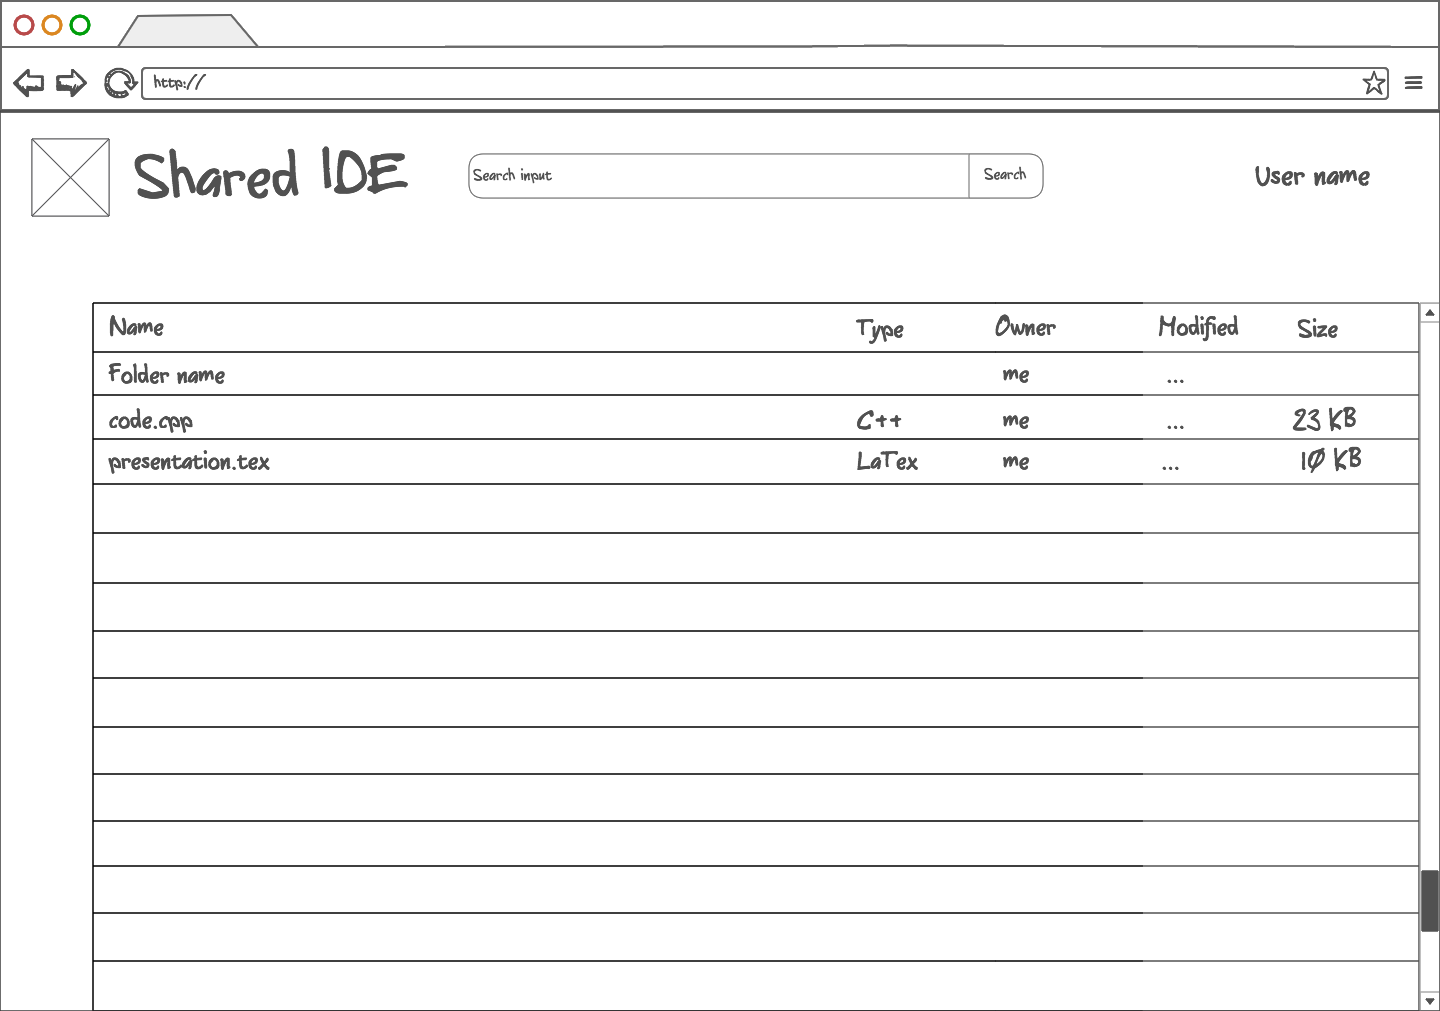 http://
Shared IDE
Search input
Search
User name
Name Type Owner Modified Size
Folder name me ...
code.cpp C++ me ... 23 KB
presentation.tex LaTex me ... 10 KB